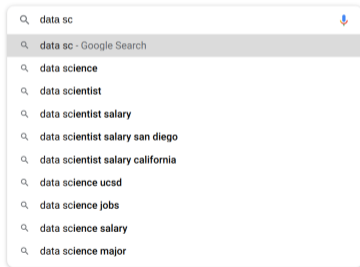 data sc
data sc - Google Search
data science
data scientist
data scientist salary
data scientist salary san diego
data scientist salary california
data science ucsd
data science jobs
data science salary
data science major